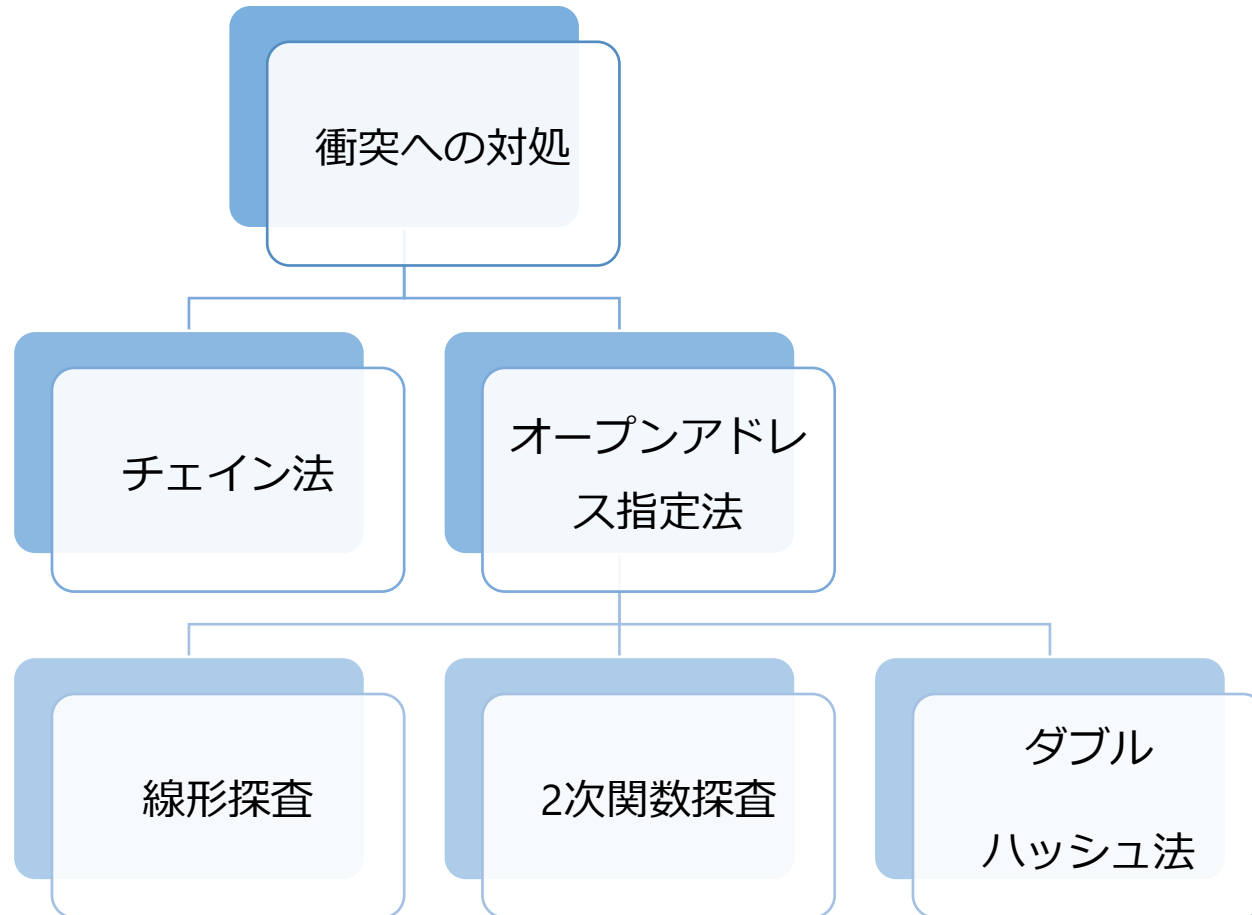 衝突への対処
チェイン法
オープンアドレ
ス指定法
線形探査
2次関数探査
ダブル
ハッシュ法